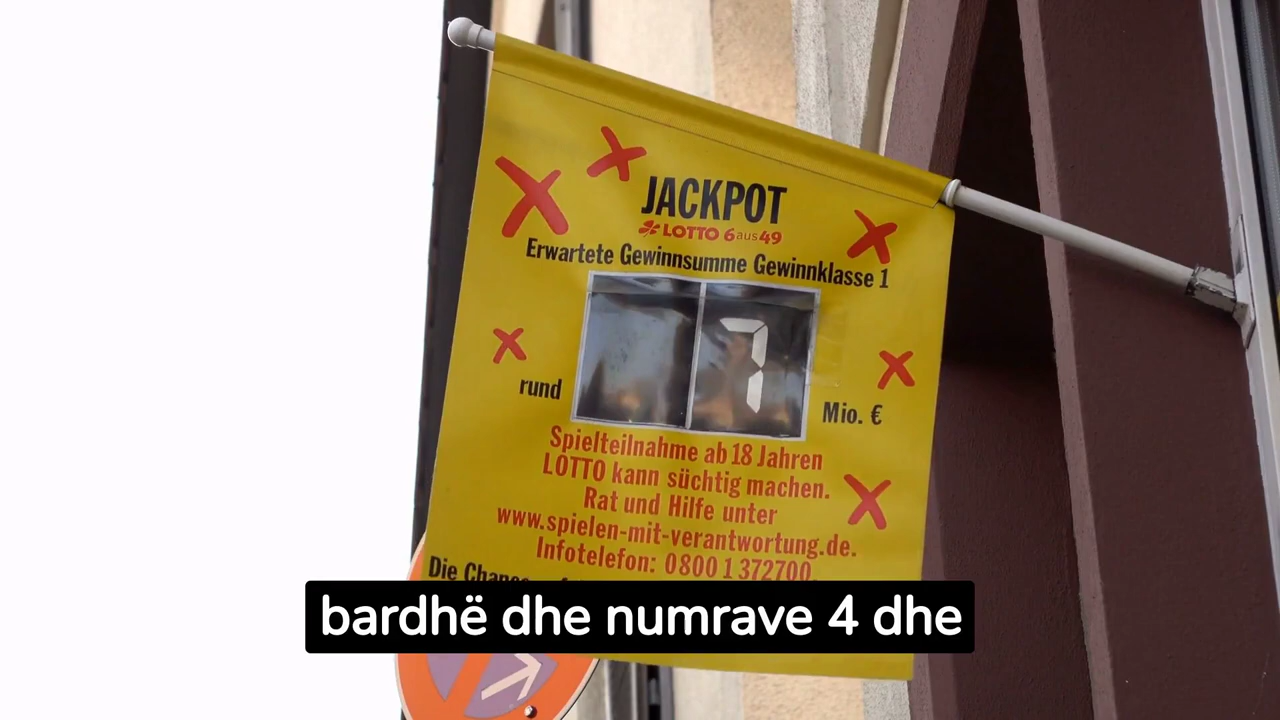 JACKPOT
LOTTO 6aus49
Erwartete Gewinnsumme Gewinnklasse 1
7
rund
Mio. €
Spielteilnahme ab 18 Jahren
LOTTO kann süchtig machen.
Rat und Hilfe unter
www.spielen-mit-verantwortung.de.
Infotelefon: 0800 1 372700
Die
bardhë dhe numrave 4 dhe